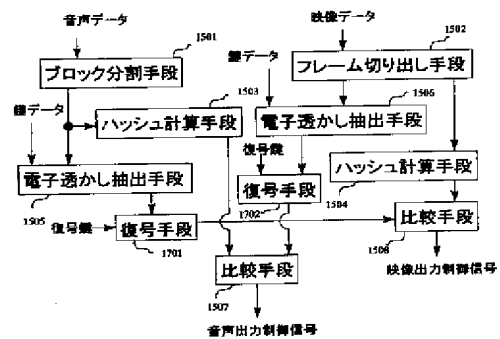 音声データ
映像データ
1501
1502
ブロック分割手段
鍵データ
フレーム切り出し手段
1503
1506
鍵データ
ハッシュ計算手段
電子透かし抽出手段
復号鍵
電子透かし抽出手段
ハッシュ計算手段
復号手段
1504
1505
1702
復号鍵
復号手段
比較手段
1701
1508
比較手段
映像出力制御信号
1507
音声出力制御信号